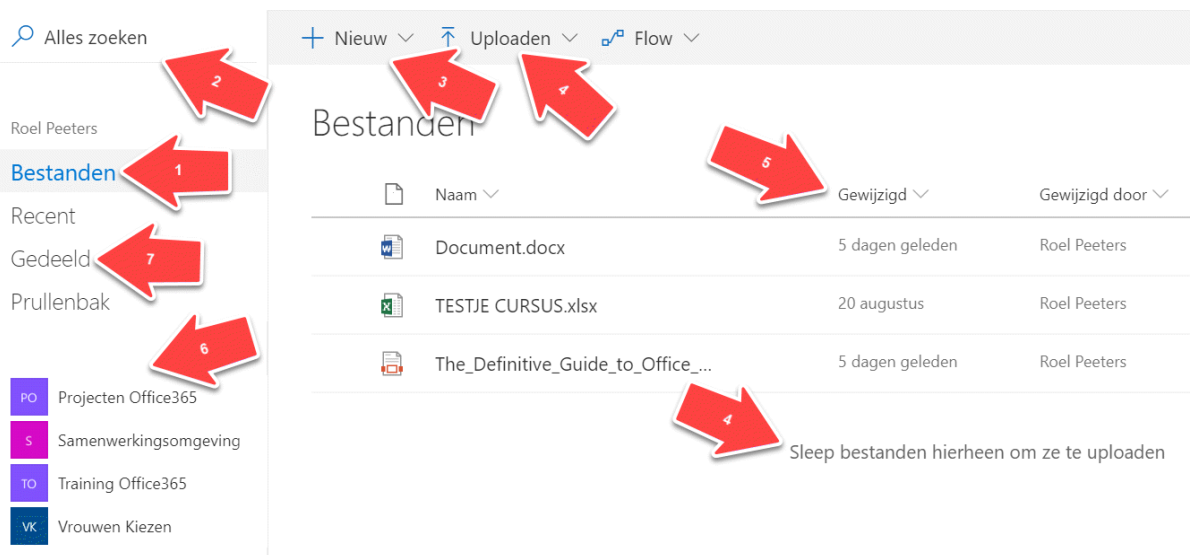 Alles zoeken
2
Roel Peeters
Bestanden
1
Recent
Gedeeld
7
Prullenbak
6
PO Projecten Office365
S Samenwerkingsomgeving
TO Training Office365
VK Vrouwen Kiezen
Nieuw Uploaden Flow
3
4
Bestanden
5
Naam Gewijzigd Gewijzigd door
Document.docx 5 dagen geleden Roel Peeters
TESTJE CURSUS.xlsx 20 augustus Roel Peeters
The_Definitive_Guide_to_Office_... 5 dagen geleden Roel Peeters
4
Sleep bestanden hierheen om ze te uploaden